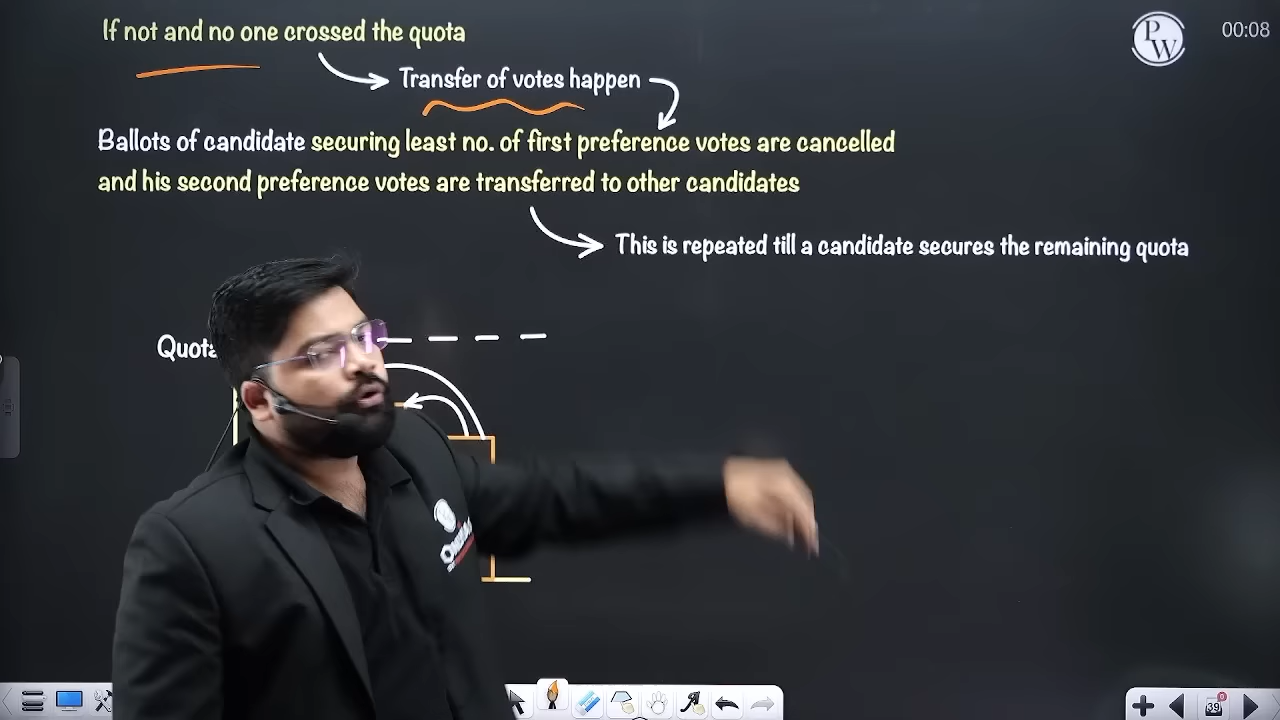 If not and no one crossed the quota
PW
00:08
Transfer of votes happen
Ballots of candidate securing least no. of first preference votes are cancelled
and his second preference votes are transferred to other candidates
This is repeated till a candidate secures the remaining quota
Quota
39